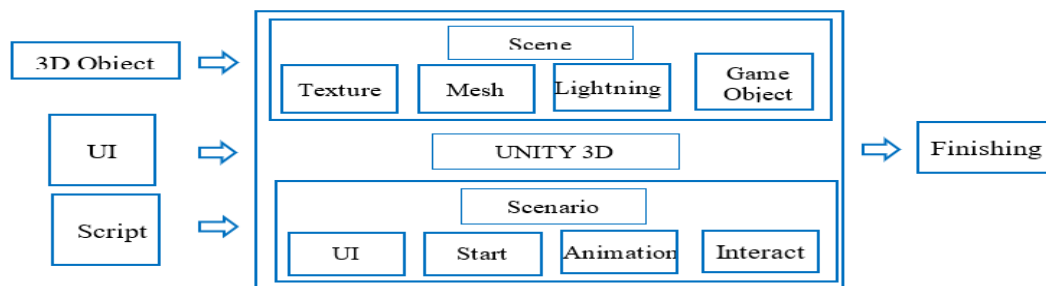 3D Object
UI
Script
Scene
Texture
Mesh
Lightning
Game
Object
UNITY 3D
Scenario
UI
Start
Animation
Interact
Finishing